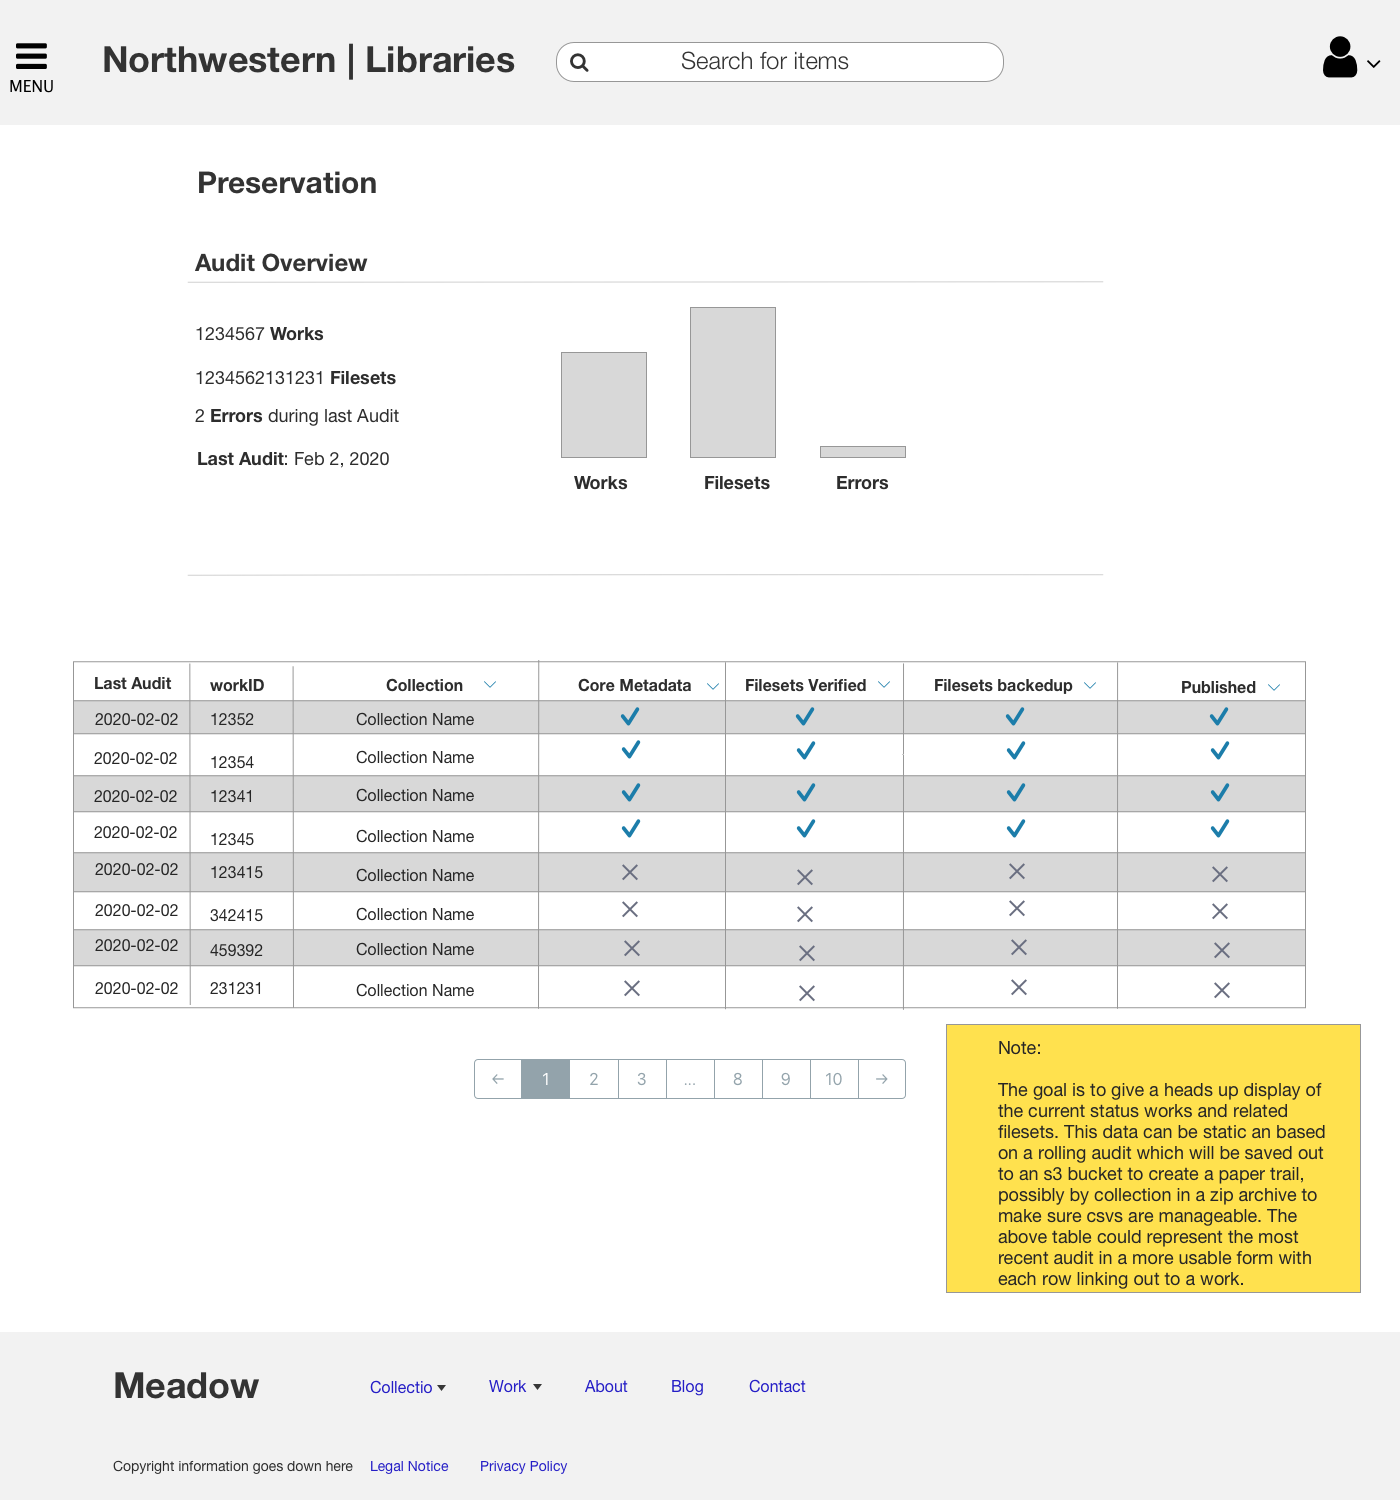 MENU
Northwestern | Libraries
Search for items
Preservation
Audit Overview
1234567 Works
1234562131231 Filesets
2 Errors during last Audit
Last Audit: Feb 2, 2020
Works Filesets Errors
Last Audit workID Collection Core Metadata Filesets Verified Filesets backedup Published
2020-02-02 12352 Collection Name
2020-02-02 12354 Collection Name
2020-02-02 12341 Collection Name
2020-02-02 12345 Collection Name
2020-02-02 123415 Collection Name
2020-02-02 342415 Collection Name
2020-02-02 459392 Collection Name
2020-02-02 231231 Collection Name
← 1 2 3 ... 8 9 10 →
Note:
The goal is to give a heads up display of
the current status works and related
filesets. This data can be static an based
on a rolling audit which will be saved out
to an s3 bucket to create a paper trail,
possibly by collection in a zip archive to
make sure csvs are manageable. The
above table could represent the most
recent audit in a more usable form with
each row linking out to a work.
Meadow
Collectio Work About Blog Contact
Copyright information goes down here Legal Notice Privacy Policy